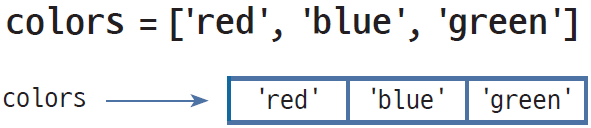 colors = ['red', 'blue', 'green']
colors 'red' 'blue' 'green'